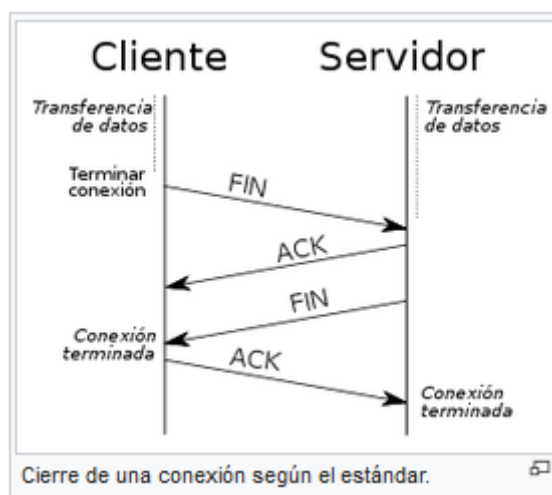 Cliente Servidor
Transferencia
de datos
Transferencia
de datos
Terminar
conexión
FIN
ACK
FIN
Conexión
terminada
ACK
Conexión
terminada
Cierre de una conexión según el estándar.